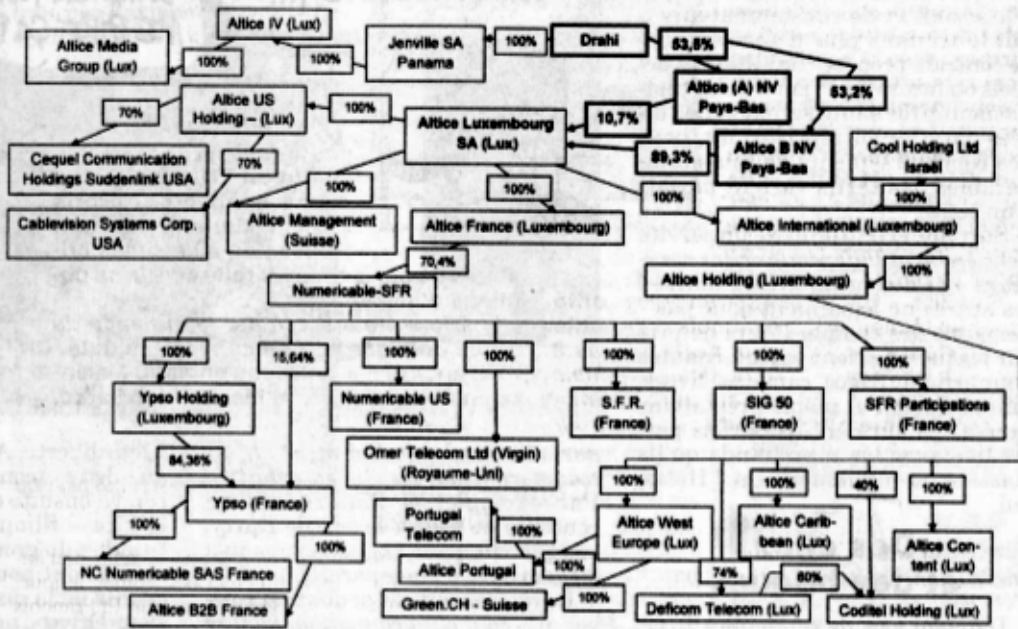 Altice IV (Lux)
Altice Media
Group (Lux)
100%
100%
Jenville SA
Panama
100%
Drahi
53,5%
63,2%
Altice (A) NV
Pays-Bas
10,7%
Altice US
Holding – (Lux)
70%
100%
Altice Luxembourg
SA (Lux)
89,3%
Altice B NV
Pays-Bas
Cool Holding Ltd
Israel
70%
Cequel Communication
Holdings Suddenlink USA
100%
100%
100%
100%
Cablevision Systems Corp.
USA
Altice Management
(Suisse)
Altice France (Luxembourg)
Altice International (Luxembourg)
70,4%
100%
Numericable-SFR
Altice Holding (Luxembourg)
100%
15,64%
100%
100%
100%
100%
100%
Ypso Holding
(Luxembourg)
Numericable US
(France)
S.F.R.
(France)
SIG 50
(France)
SFR Participations
(France)
84,36%
Omer Telecom Ltd (Virgin)
(Royaume-Uni)
Ypso (France)
100%
100%
40%
100%
100%
Portugal
Telecom
100%
Altice West
Europe (Lux)
Altice Carib-
bean (Lux)
Altice Con-
tent (Lux)
100%
NC Numericable SAS France
Altice Portugal
100%
74%
60%
Altice B2B France
Green.CH - Suisse
100%
Deficom Telecom (Lux)
Coditel Holding (Lux)